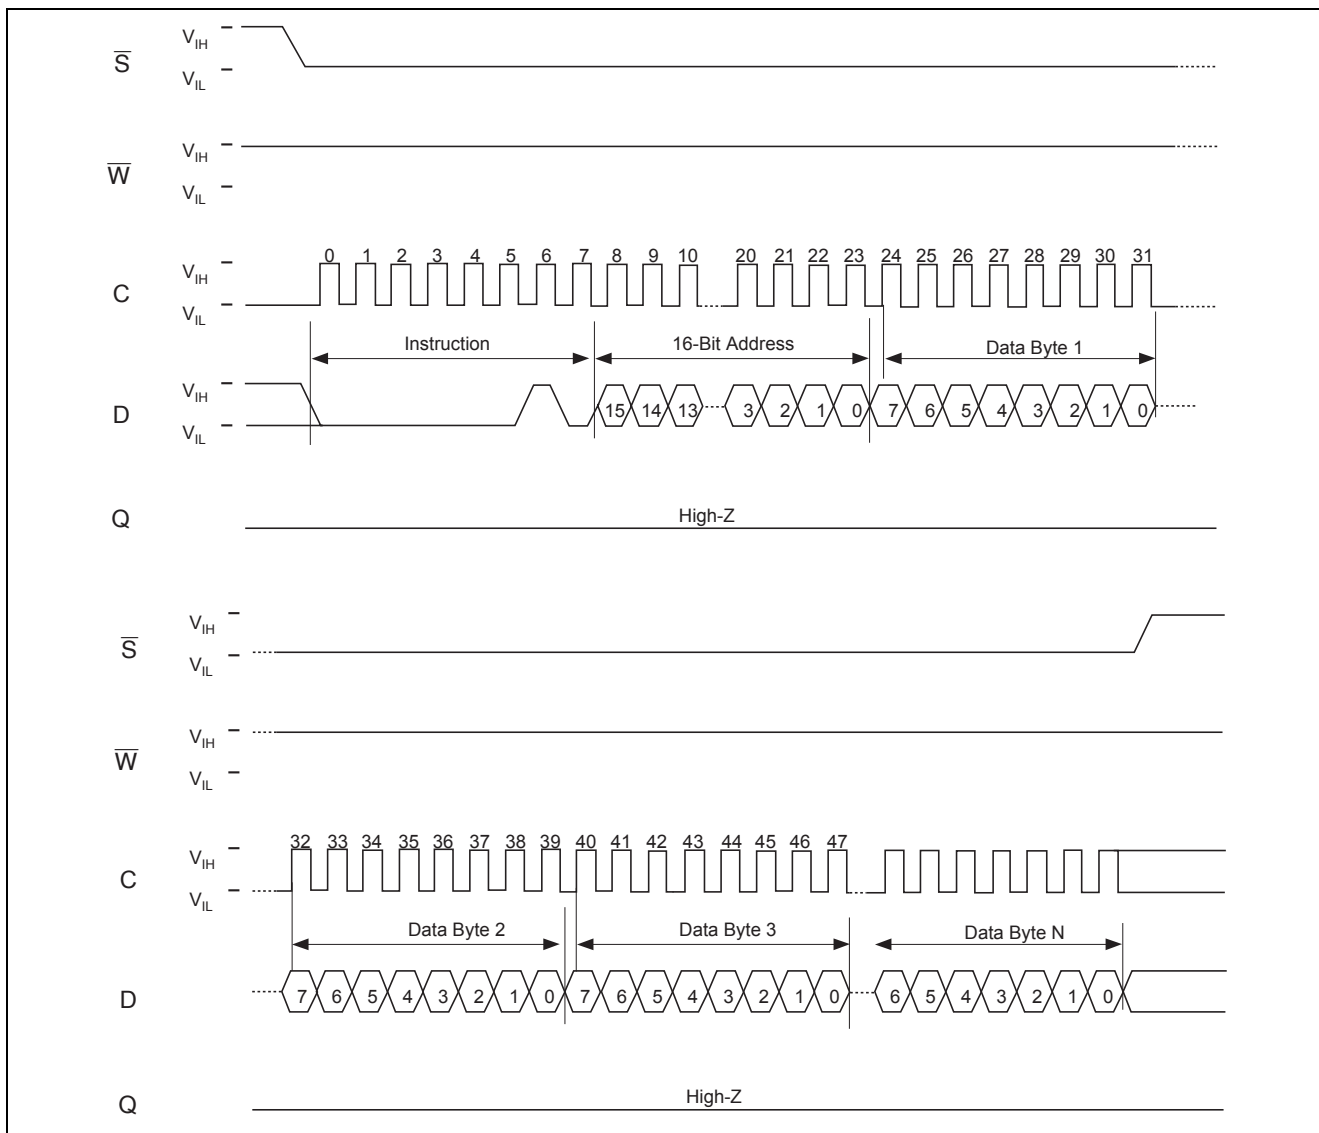 V_IH
S̅
V_IL
V_IH
W̅
V_IL
0 1 2 3 4 5 6 7 8 9 10 20 21 22 23 24 25 26 27 28 29 30 31
V_IH
C
V_IL
Instruction 16-Bit Address Data Byte 1
V_IH
D 15 14 13 3 2 1 0 7 6 5 4 3 2 1 0
V_IL
High-Z
Q
V_IH
S̅
V_IL
V_IH
W̅
V_IL
32 33 34 35 36 37 38 39 40 41 42 43 44 45 46 47
V_IH
C
V_IL
Data Byte 2 Data Byte 3 Data Byte N
D 7 6 5 4 3 2 1 0 7 6 5 4 3 2 1 0 6 5 4 3 2 1 0
High-Z
Q